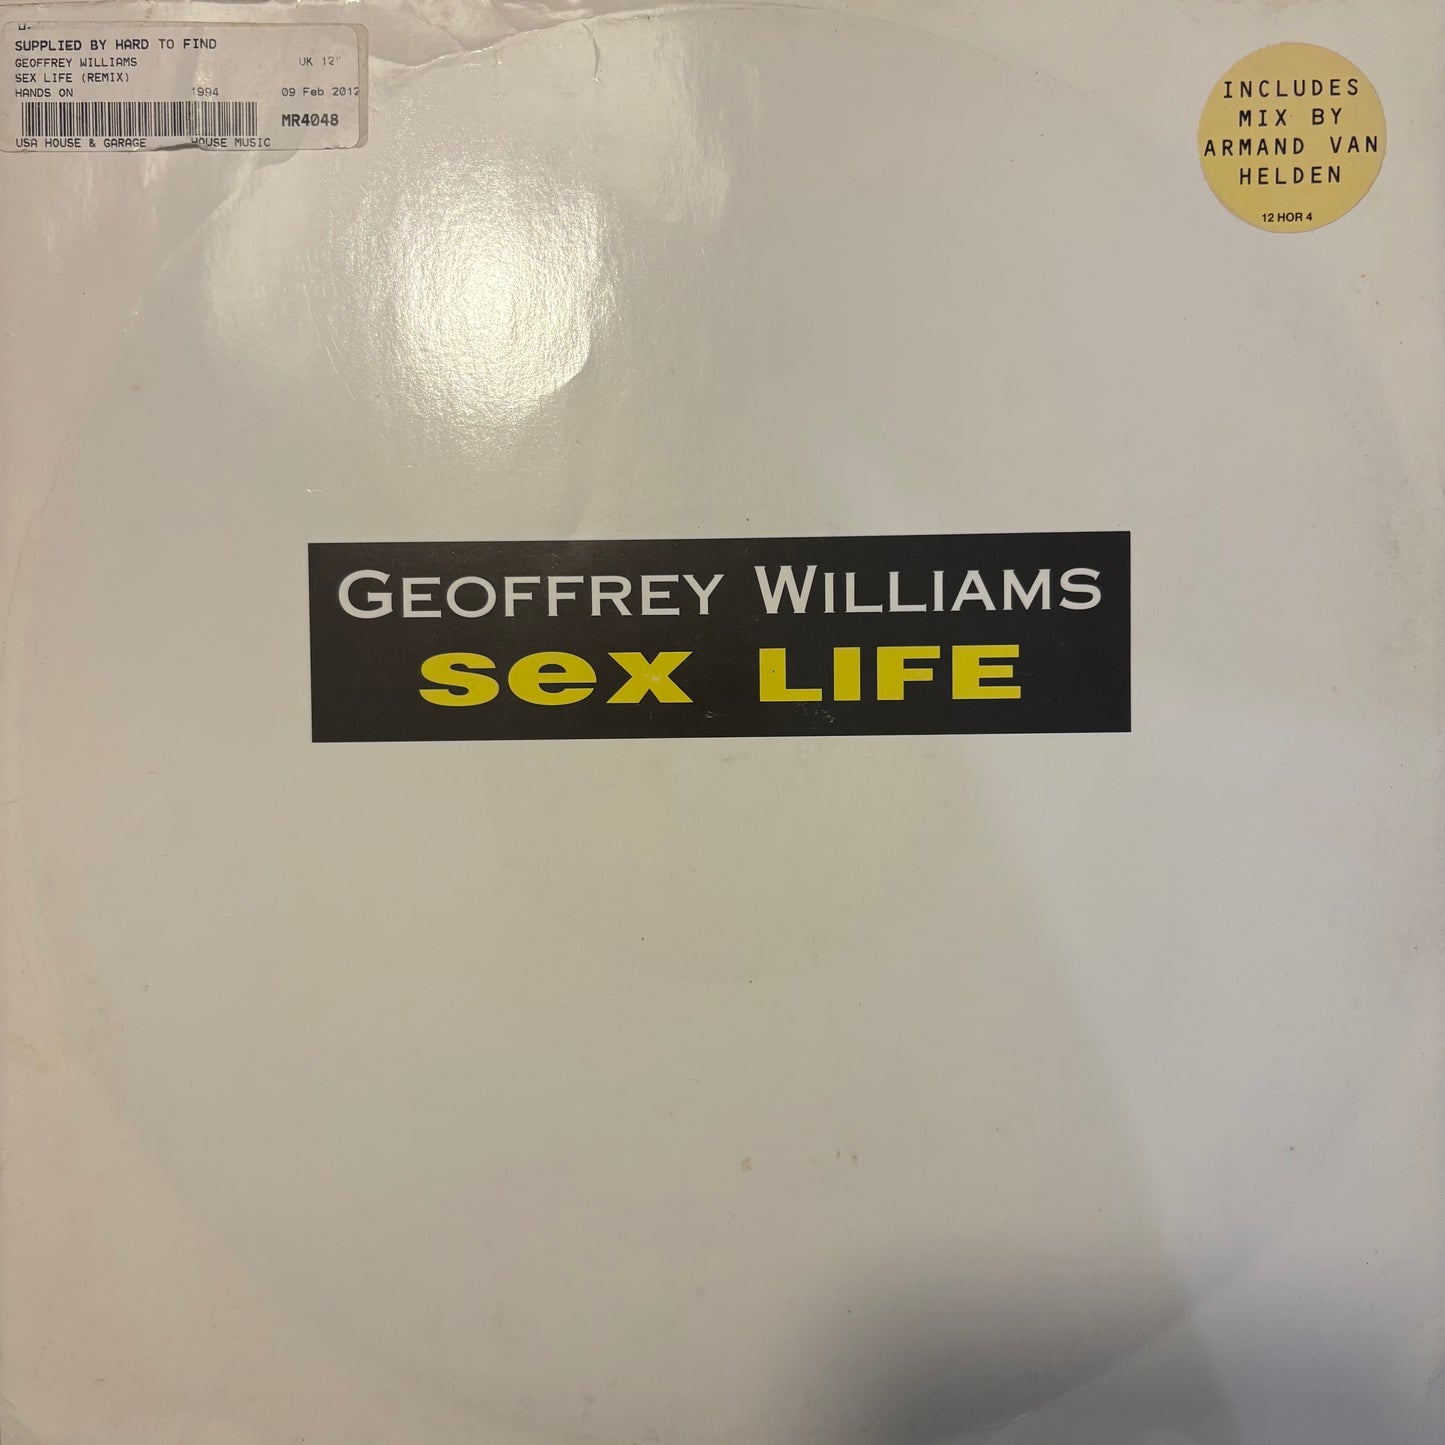 SUPPLIED BY HARD TO FIND
GEOFFREY WILLIAMS UK 12"
SEX LIFE (REMIX)
HANDS ON 1994 09 Feb 2012
MR4048
USA HOUSE & GARAGE HOUSE MUSIC
INCLUDES
MIX BY
ARMAND VAN
HELDEN
12 HOR 4
GEOFFREY WILLIAMS
sex LIFE